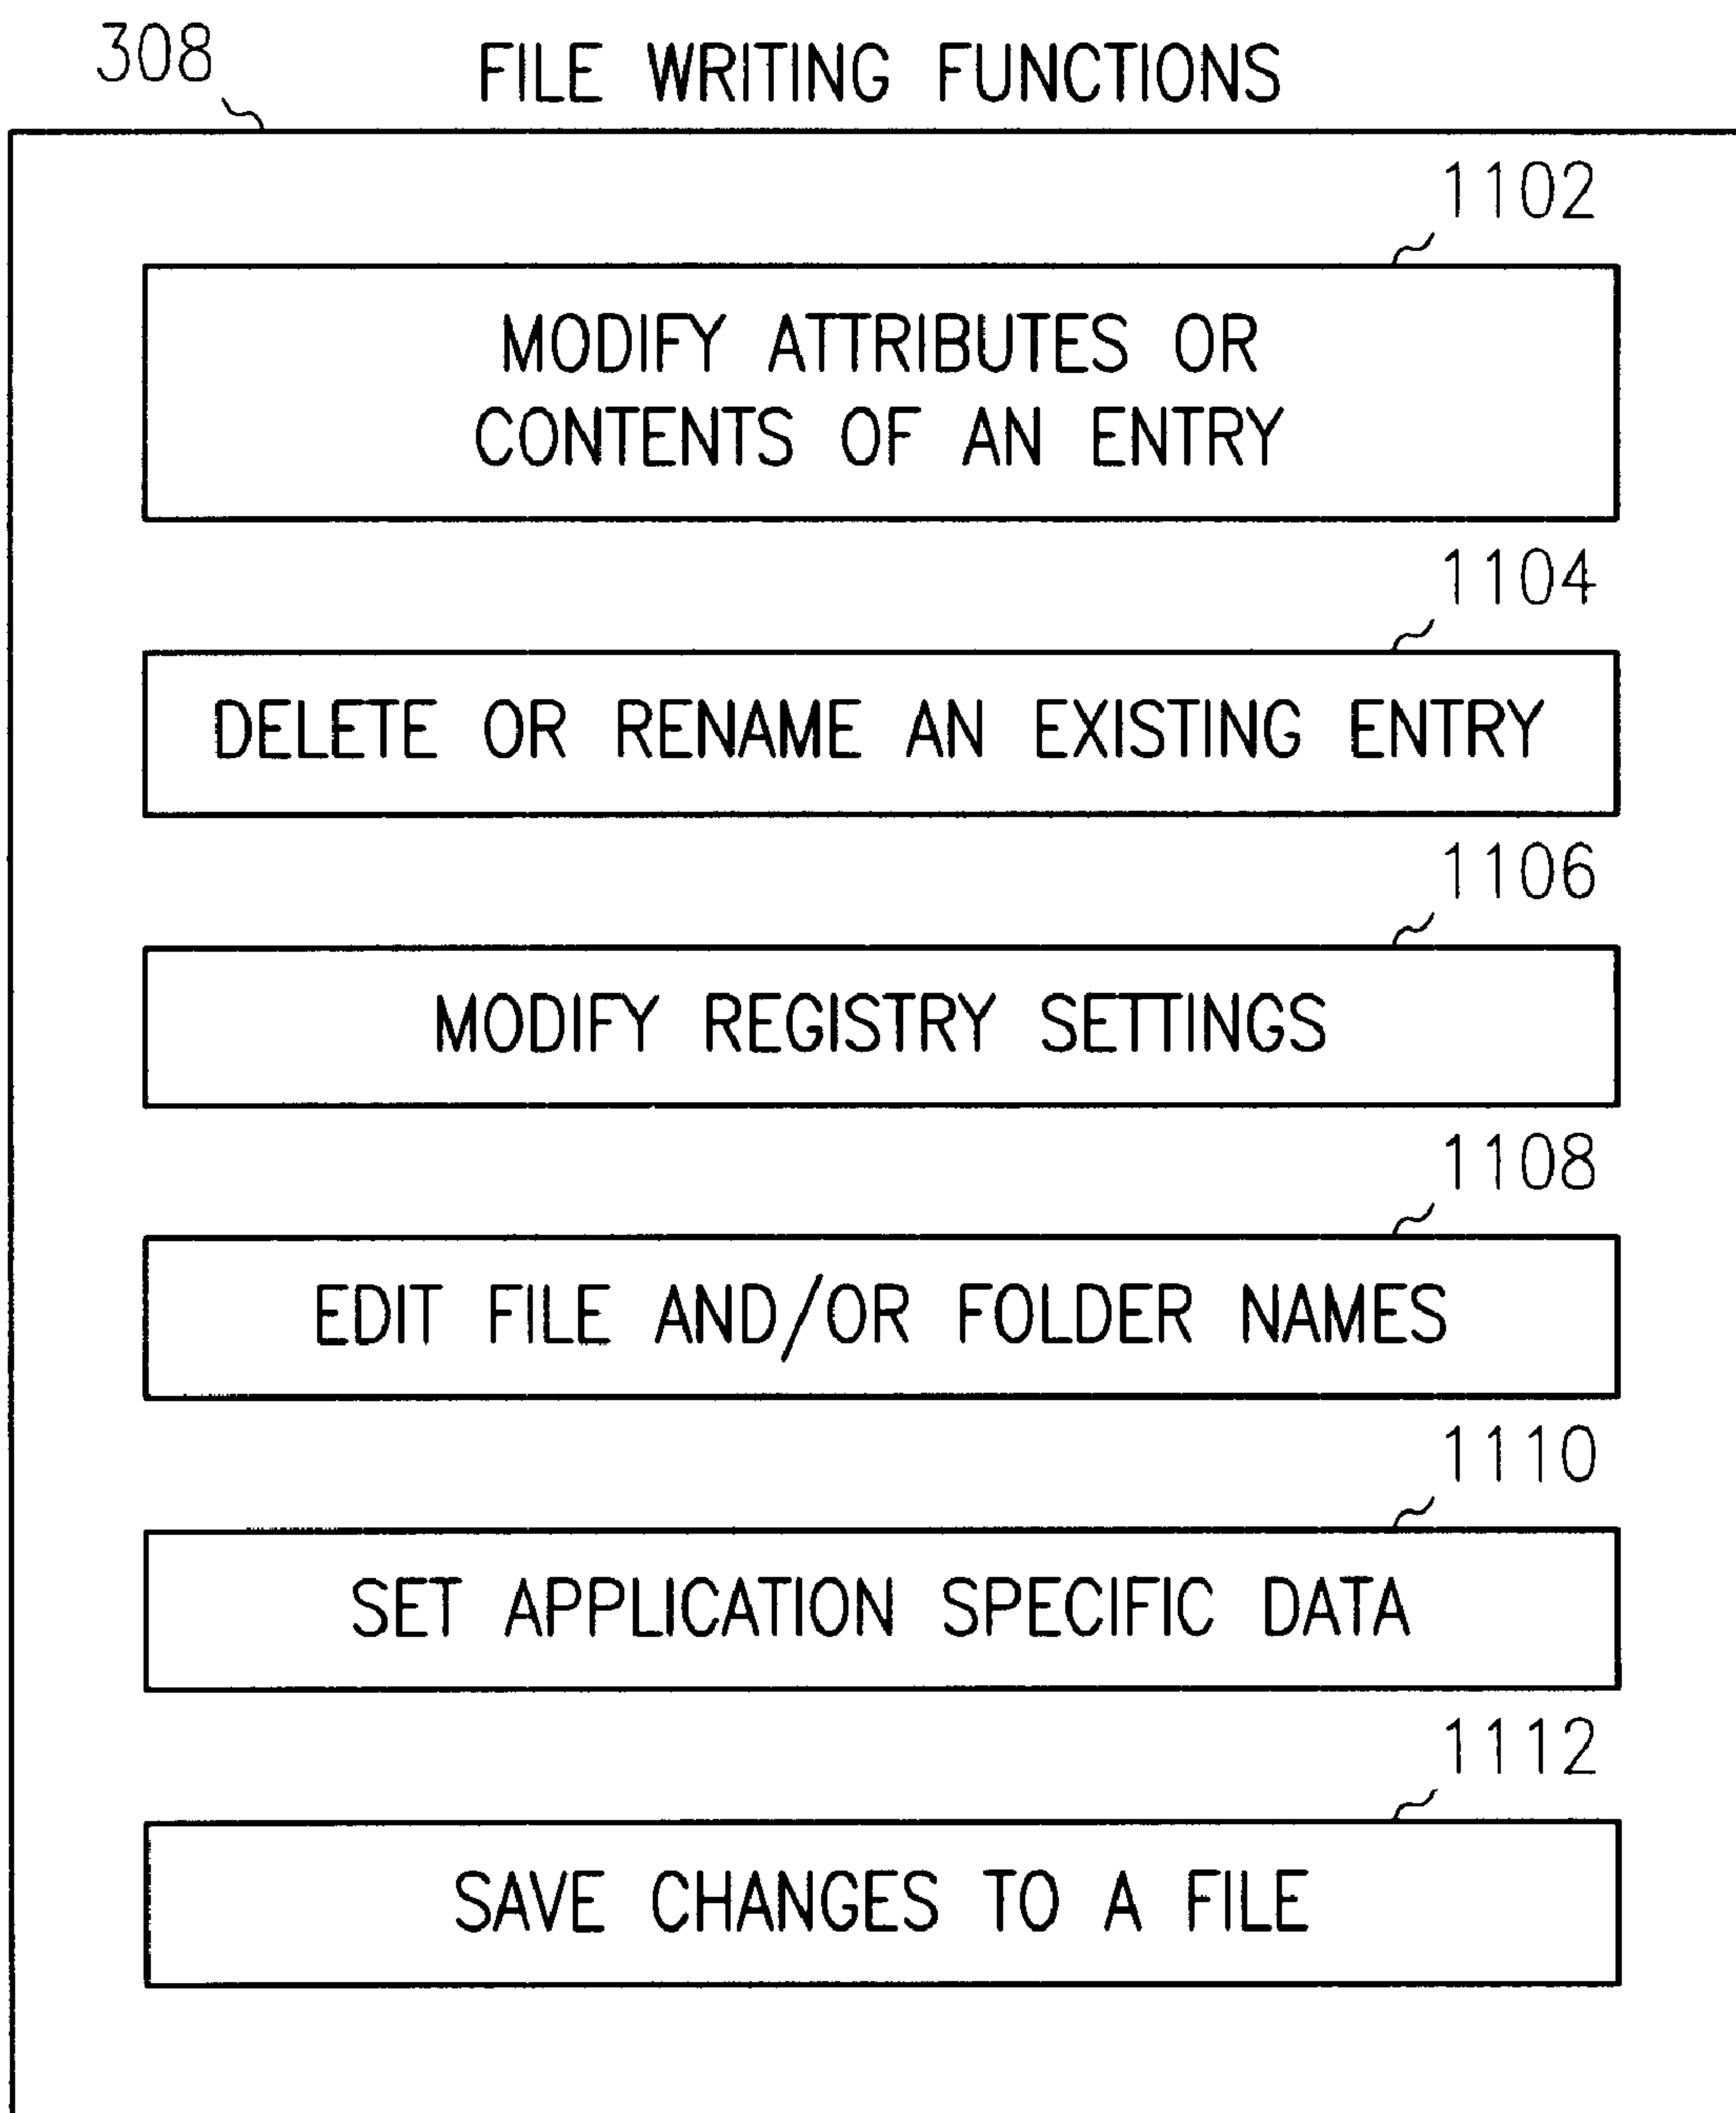 308
FILE WRITING FUNCTIONS
1102
MODIFY ATTRIBUTES OR
CONTENTS OF AN ENTRY
1104
DELETE OR RENAME AN EXISTING ENTRY
1106
MODIFY REGISTRY SETTINGS
1108
EDIT FILE AND/OR FOLDER NAMES
1110
SET APPLICATION SPECIFIC DATA
1112
SAVE CHANGES TO A FILE